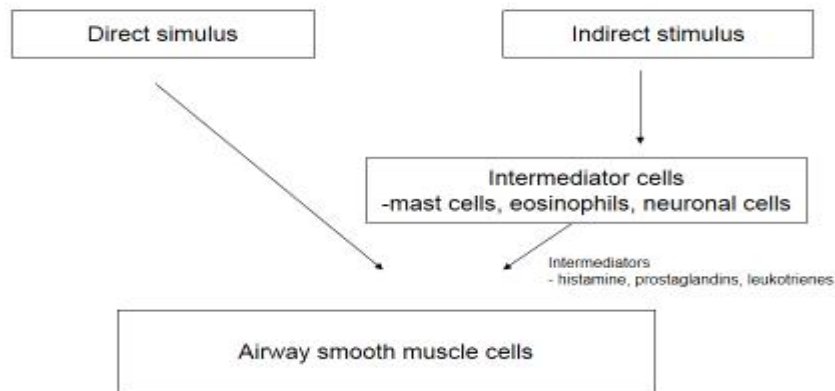 Direct simulus
Indirect stimulus
Intermediator cells
-mast cells, eosinophils, neuronal cells
Intermediators
- histamine, prostaglandins, leukotrienes
Airway smooth muscle cells